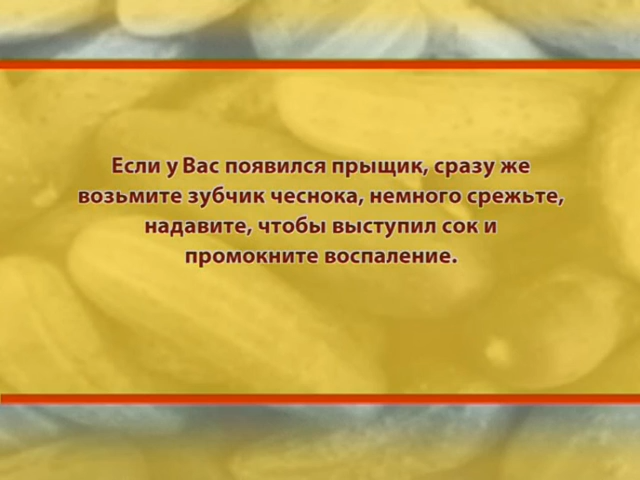 Если у Вас появился прыщик, сразу же
возьмите зубчик чеснока, немного срежьте,
надавите, чтобы выступил сок и
промокните воспаление.